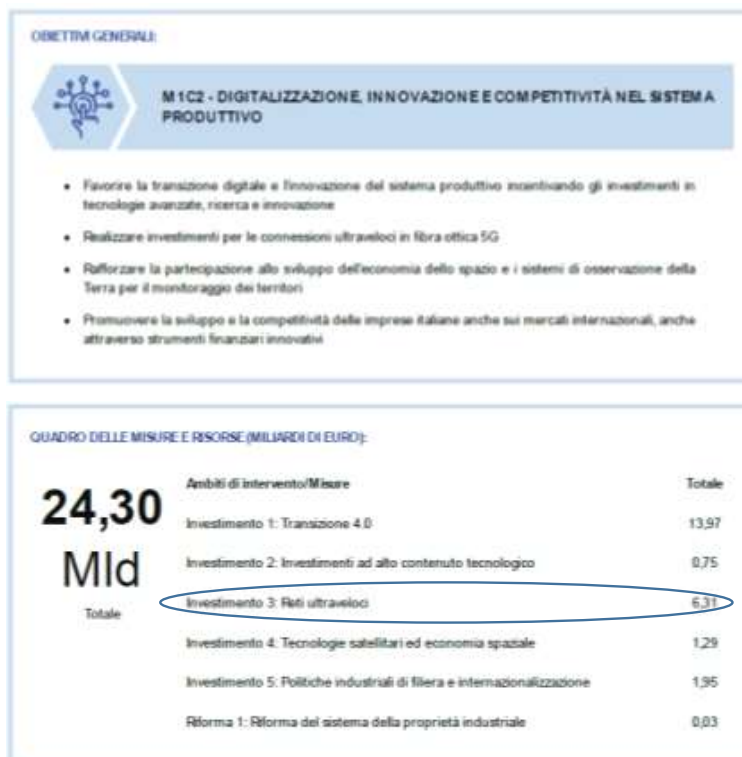 OBIETTIVI GENERALI:
M1C2 - DIGITALIZZAZIONE, INNOVAZIONE E COMPETITIVITÀ NEL SISTEMA
PRODUTTIVO
• Favorire la transizione digitale e l'innovazione del sistema produttivo incentivando gli investimenti in
tecnologie avanzate, ricerca e innovazione
• Realizzare investimenti per le connessioni ultraveloci in fibra ottica 5G
• Rafforzare la partecipazione allo sviluppo dell'economia dello spazio e i sistemi di osservazione della
Terra per il monitoraggio dei territori
• Promuovere la sviluppo e la competitività delle imprese italiane anche sui mercati internazionali, anche
attraverso strumenti finanziari innovativi
QUADRO DELLE MISURE E RISORSE (MILIARDI DI EURO):
24,30
Mld
Totale
Ambiti di intervento/Misure Totale
Investimento 1: Transizione 4.0 13,97
Investimento 2: Investimenti ad alto contenuto tecnologico 0,75
Investimento 3: Reti ultraveloci 6,31
Investimento 4: Tecnologie satellitari ed economia spaziale 1,29
Investimento 5: Politiche industriali di filiera e internazionalizzazione 1,95
Riforma 1: Riforma del sistema della proprietà industriale 0,03